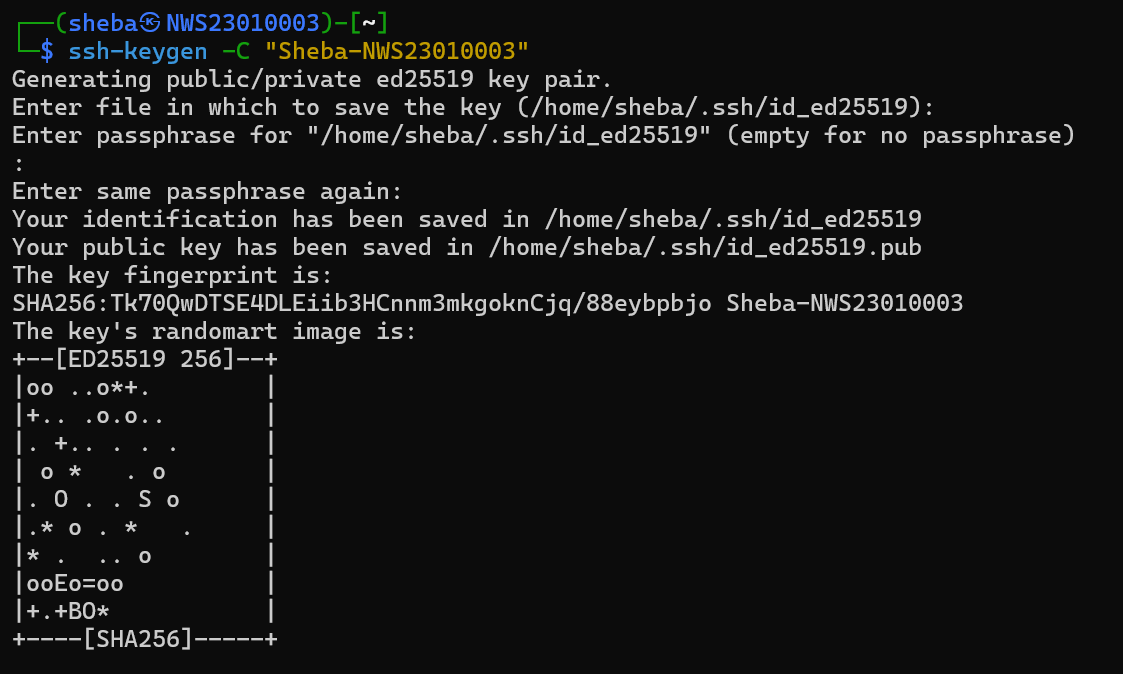 ┌──(sheba㉿NWS23010003)-[~]
└─$ ssh-keygen -C "Sheba-NWS23010003"
Generating public/private ed25519 key pair.
Enter file in which to save the key (/home/sheba/.ssh/id_ed25519):
Enter passphrase for "/home/sheba/.ssh/id_ed25519" (empty for no passphrase)
:
Enter same passphrase again:
Your identification has been saved in /home/sheba/.ssh/id_ed25519
Your public key has been saved in /home/sheba/.ssh/id_ed25519.pub
The key fingerprint is:
SHA256:Tk70QwDTSE4DLEiib3HCnnm3mkgoknCjq/88eybpbjo Sheba-NWS23010003
The key's randomart image is:
+--[ED25519 256]--+
|oo ..o*+.        |
|+.. .o.o..       |
|. +.. . . .      |
| o *   . o       |
|. O . . S o      |
|.* o . *   .     |
|* .  .. o        |
|ooEo=oo          |
|+.+BO*           |
+----[SHA256]-----+